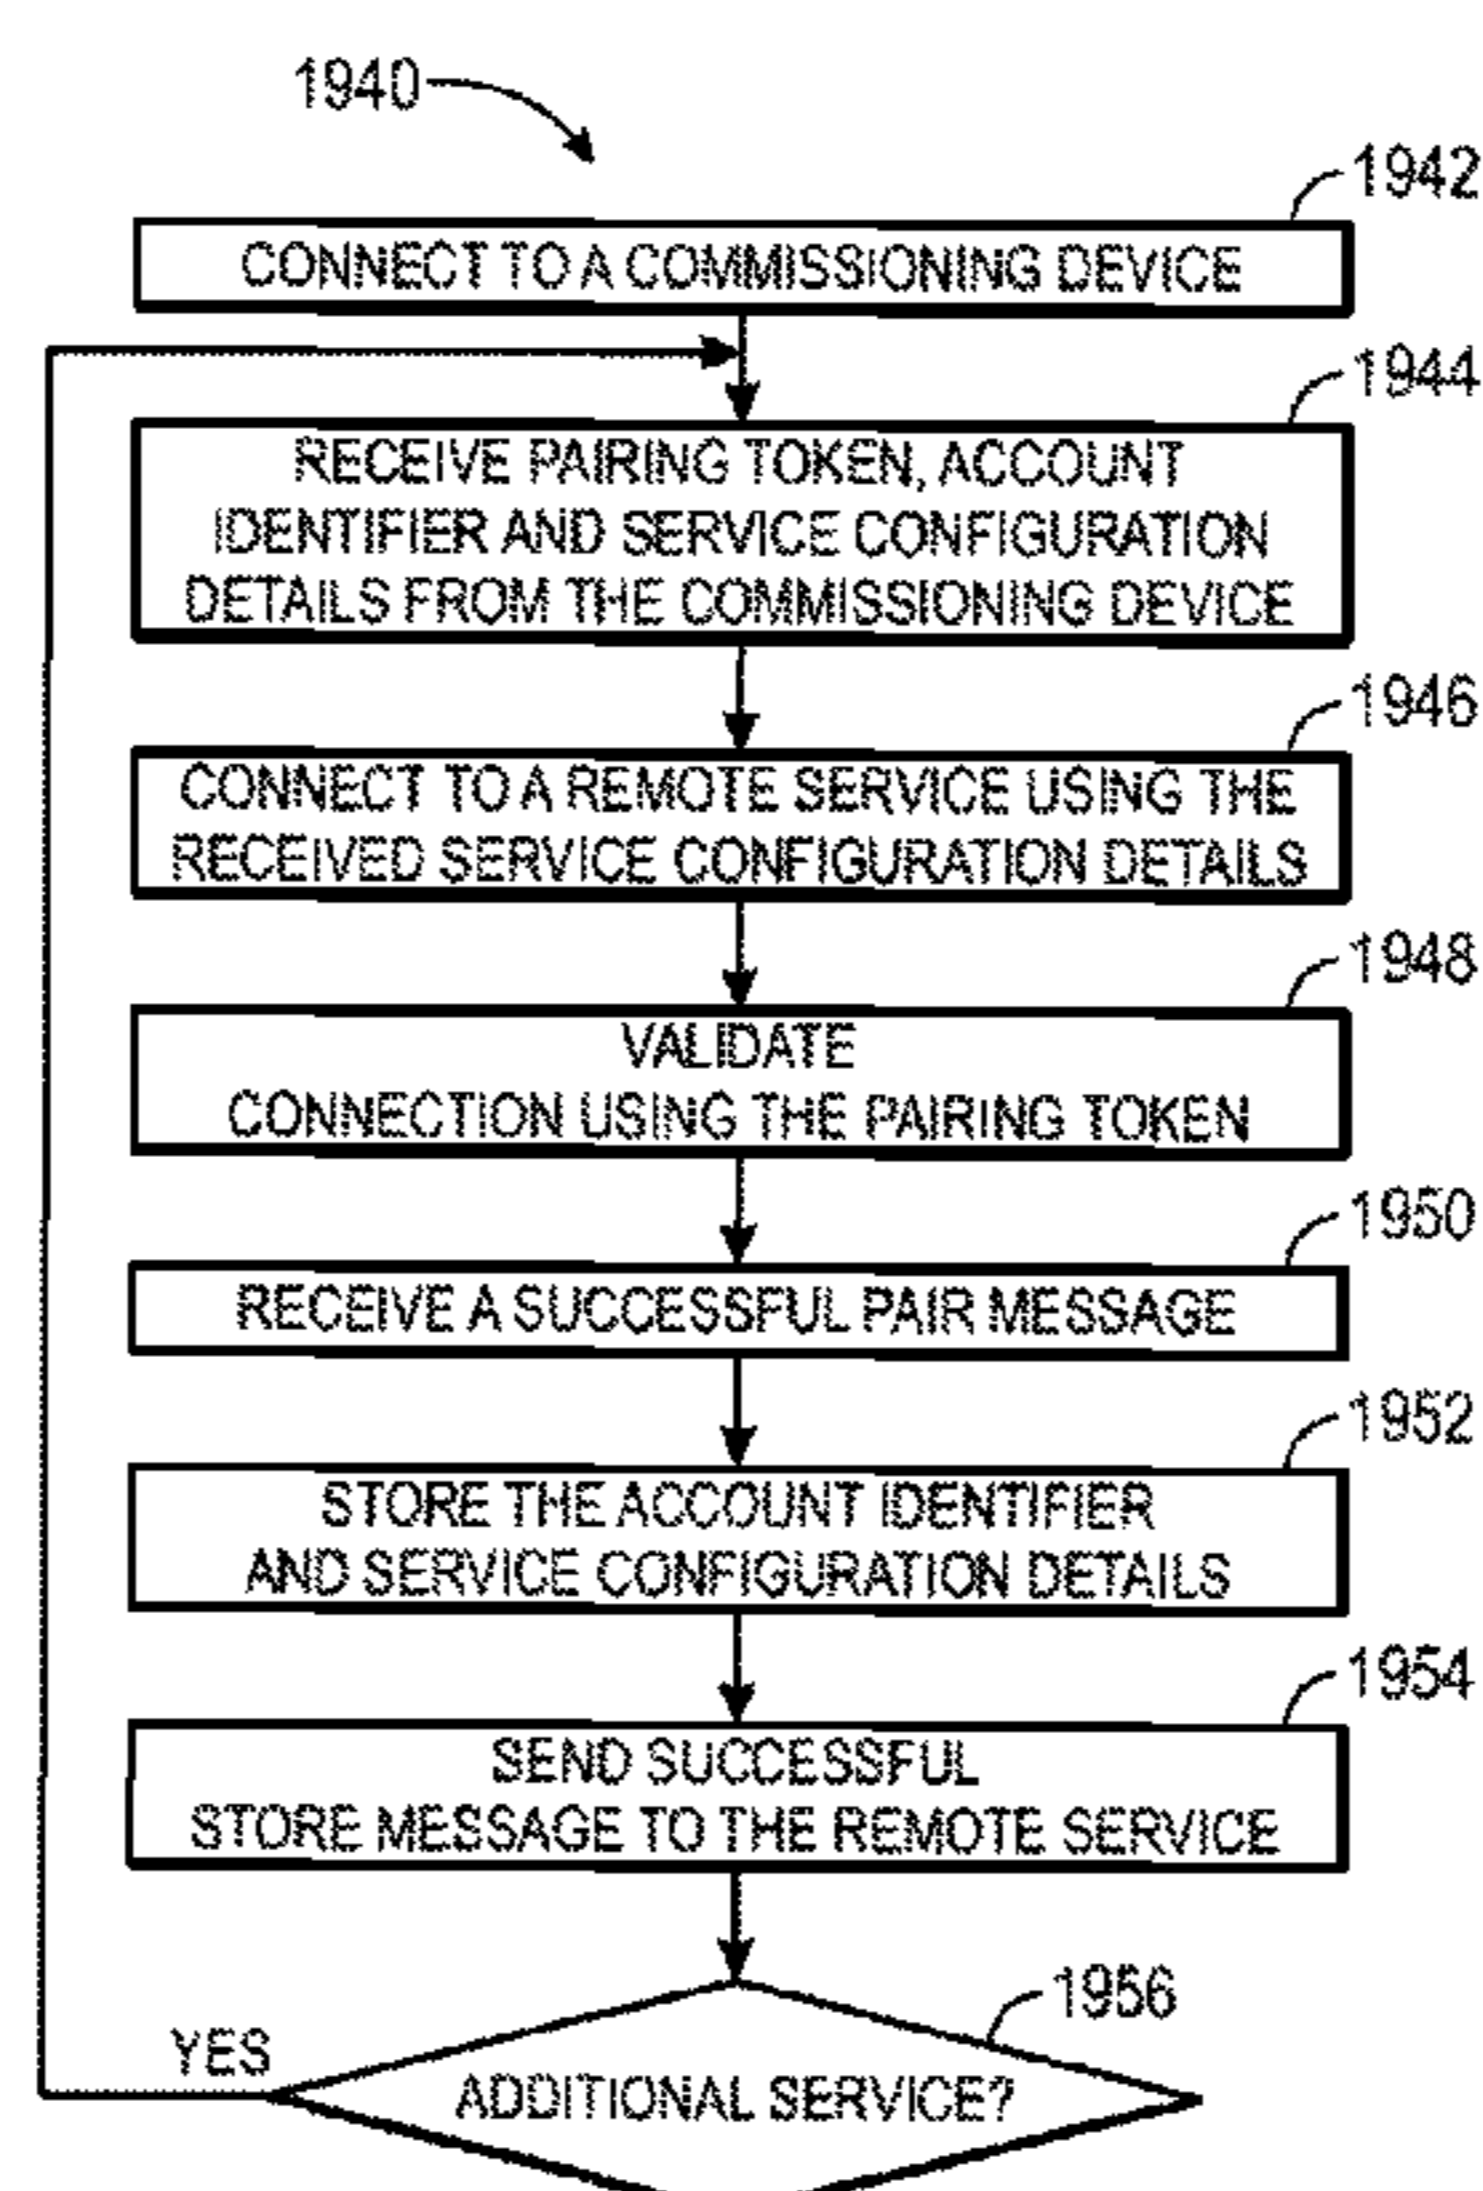 1940
1942
CONNECT TO A COMMISSIONING DEVICE
1944
RECEIVE PAIRING TOKEN, ACCOUNT
IDENTIFIER AND SERVICE CONFIGURATION
DETAILS FROM THE COMMISSIONING DEVICE
1946
CONNECT TO A REMOTE SERVICE USING THE
RECEIVED SERVICE CONFIGURATION DETAILS
1948
VALIDATE
CONNECTION USING THE PAIRING TOKEN
1950
RECEIVE A SUCCESSFUL PAIR MESSAGE
1952
STORE THE ACCOUNT IDENTIFIER
AND SERVICE CONFIGURATION DETAILS
1954
SEND SUCCESSFUL
STORE MESSAGE TO THE REMOTE SERVICE
1956
YES
ADDITIONAL SERVICE?